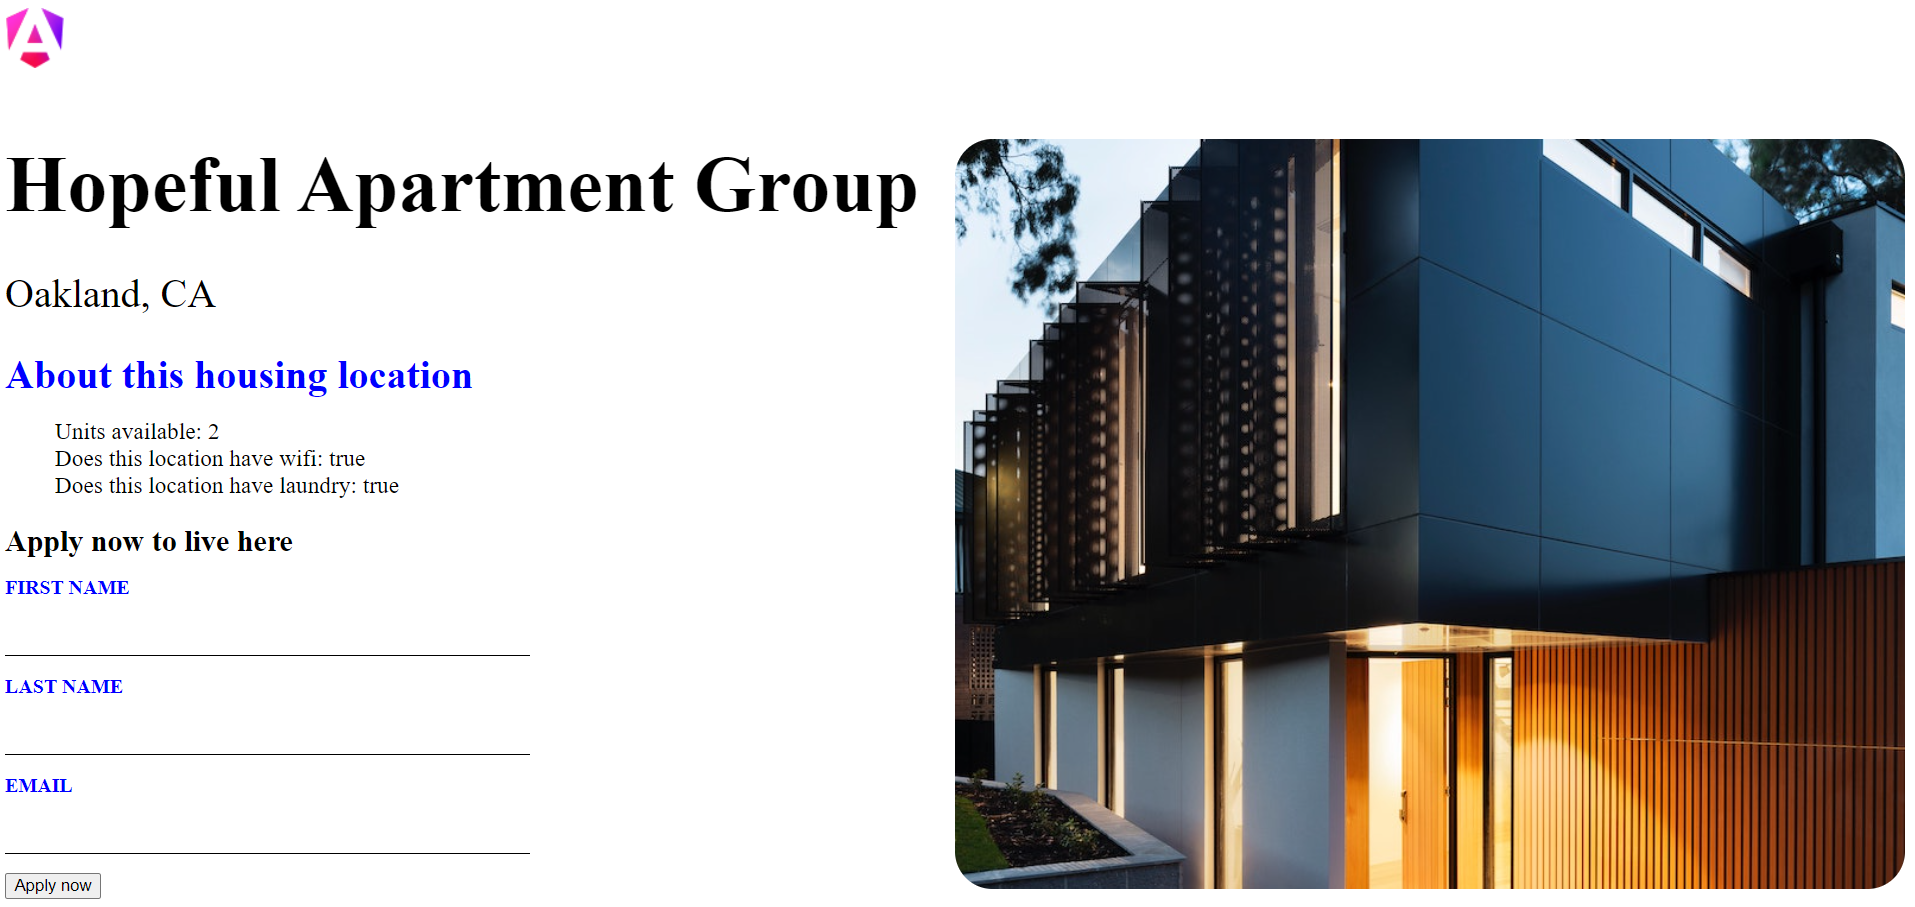 Hopeful Apartment Group
Oakland, CA
About this housing location
Units available: 2
Does this location have wifi: true
Does this location have laundry: true
Apply now to live here
FIRST NAME
LAST NAME
EMAIL
Apply now